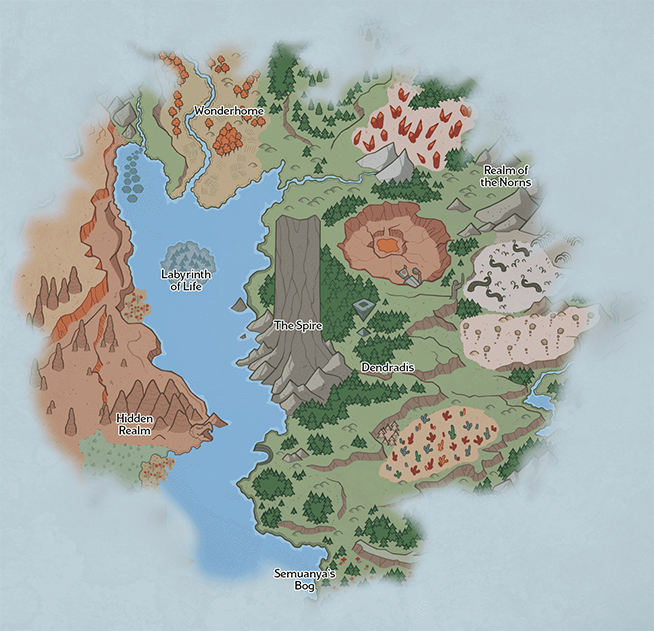 Wonderhome
Realm of
the Norns
Labyrinth
of Life
The Spire
Dendradis
Hidden
Realm
Semuanya's
Bog